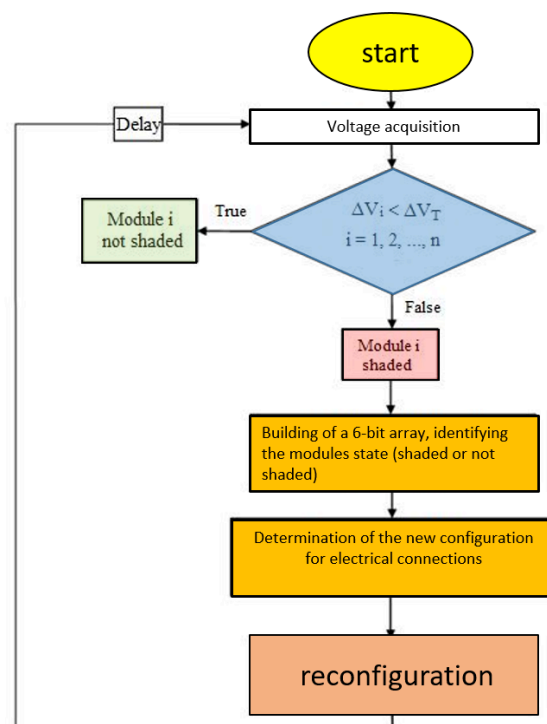 start
Delay
Voltage acquisition
ΔVi < ΔVT
i = 1, 2, ..., n
True
Module i
not shaded
False
Module i
shaded
Building of a 6-bit array, identifying
the modules state (shaded or not
shaded)
Determination of the new configuration
for electrical connections
reconfiguration